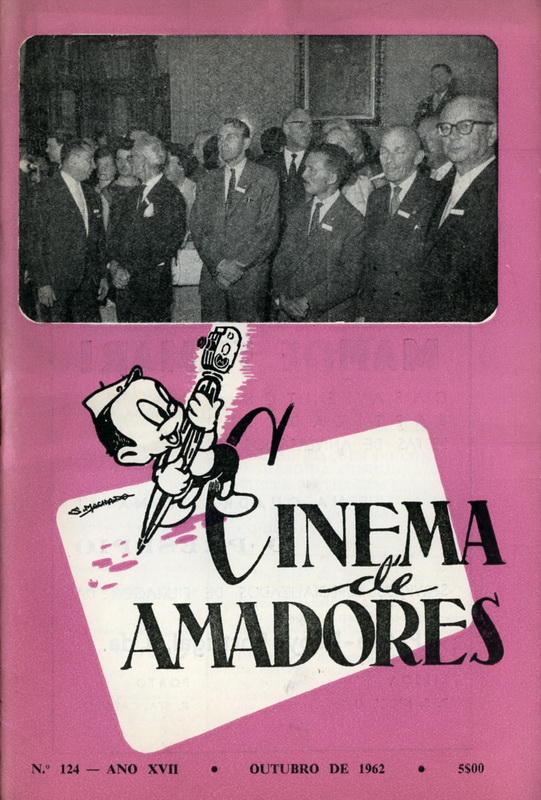 S. MACHADO
CINEMA
de
AMADORES
N.º 124 — ANO XVII • OUTUBRO DE 1962 • 5$00